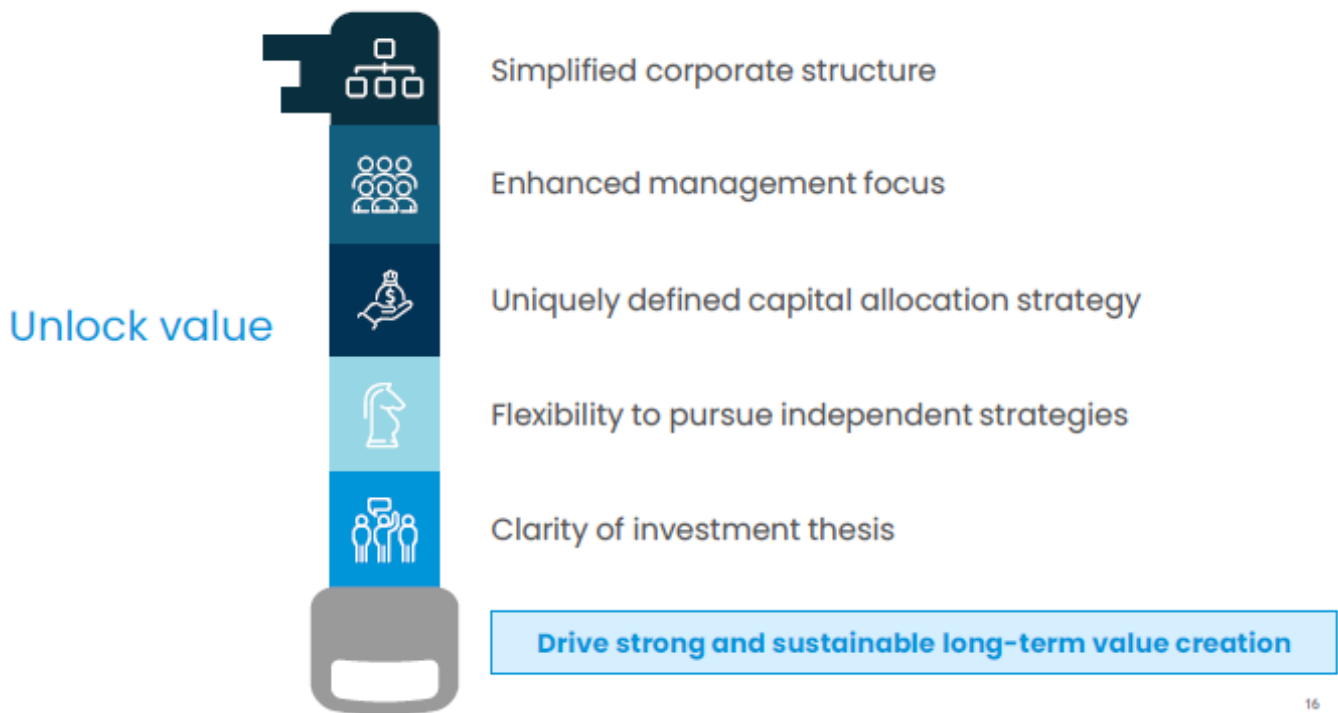 Simplified corporate structure
Enhanced management focus
$
Uniquely defined capital allocation strategy
Unlock value
Flexibility to pursue independent strategies
Clarity of investment thesis
Drive strong and sustainable long-term value creation
16